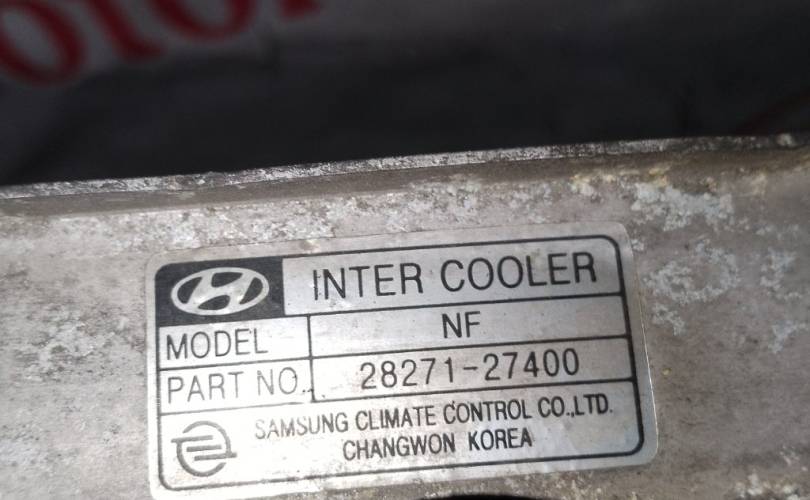 INTER COOLER
MODEL NF
PART NO. 28271-27400
SAMSUNG CLIMATE CONTROL CO.,LTD.
CHANGWON KOREA